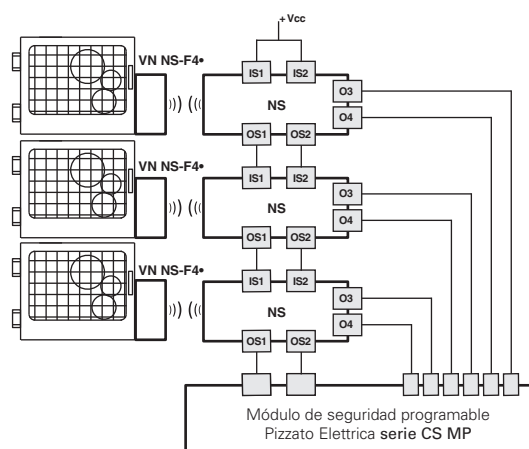 + Vcc
VN NS-F4•
IS1 IS2
O3
NS
O4
OS1 OS2
VN NS-F4•
IS1 IS2
O3
NS
O4
OS1 OS2
VN NS-F4•
IS1 IS2
O3
NS
O4
OS1 OS2
Módulo de seguridad programable
Pizzato Elettrica serie CS MP